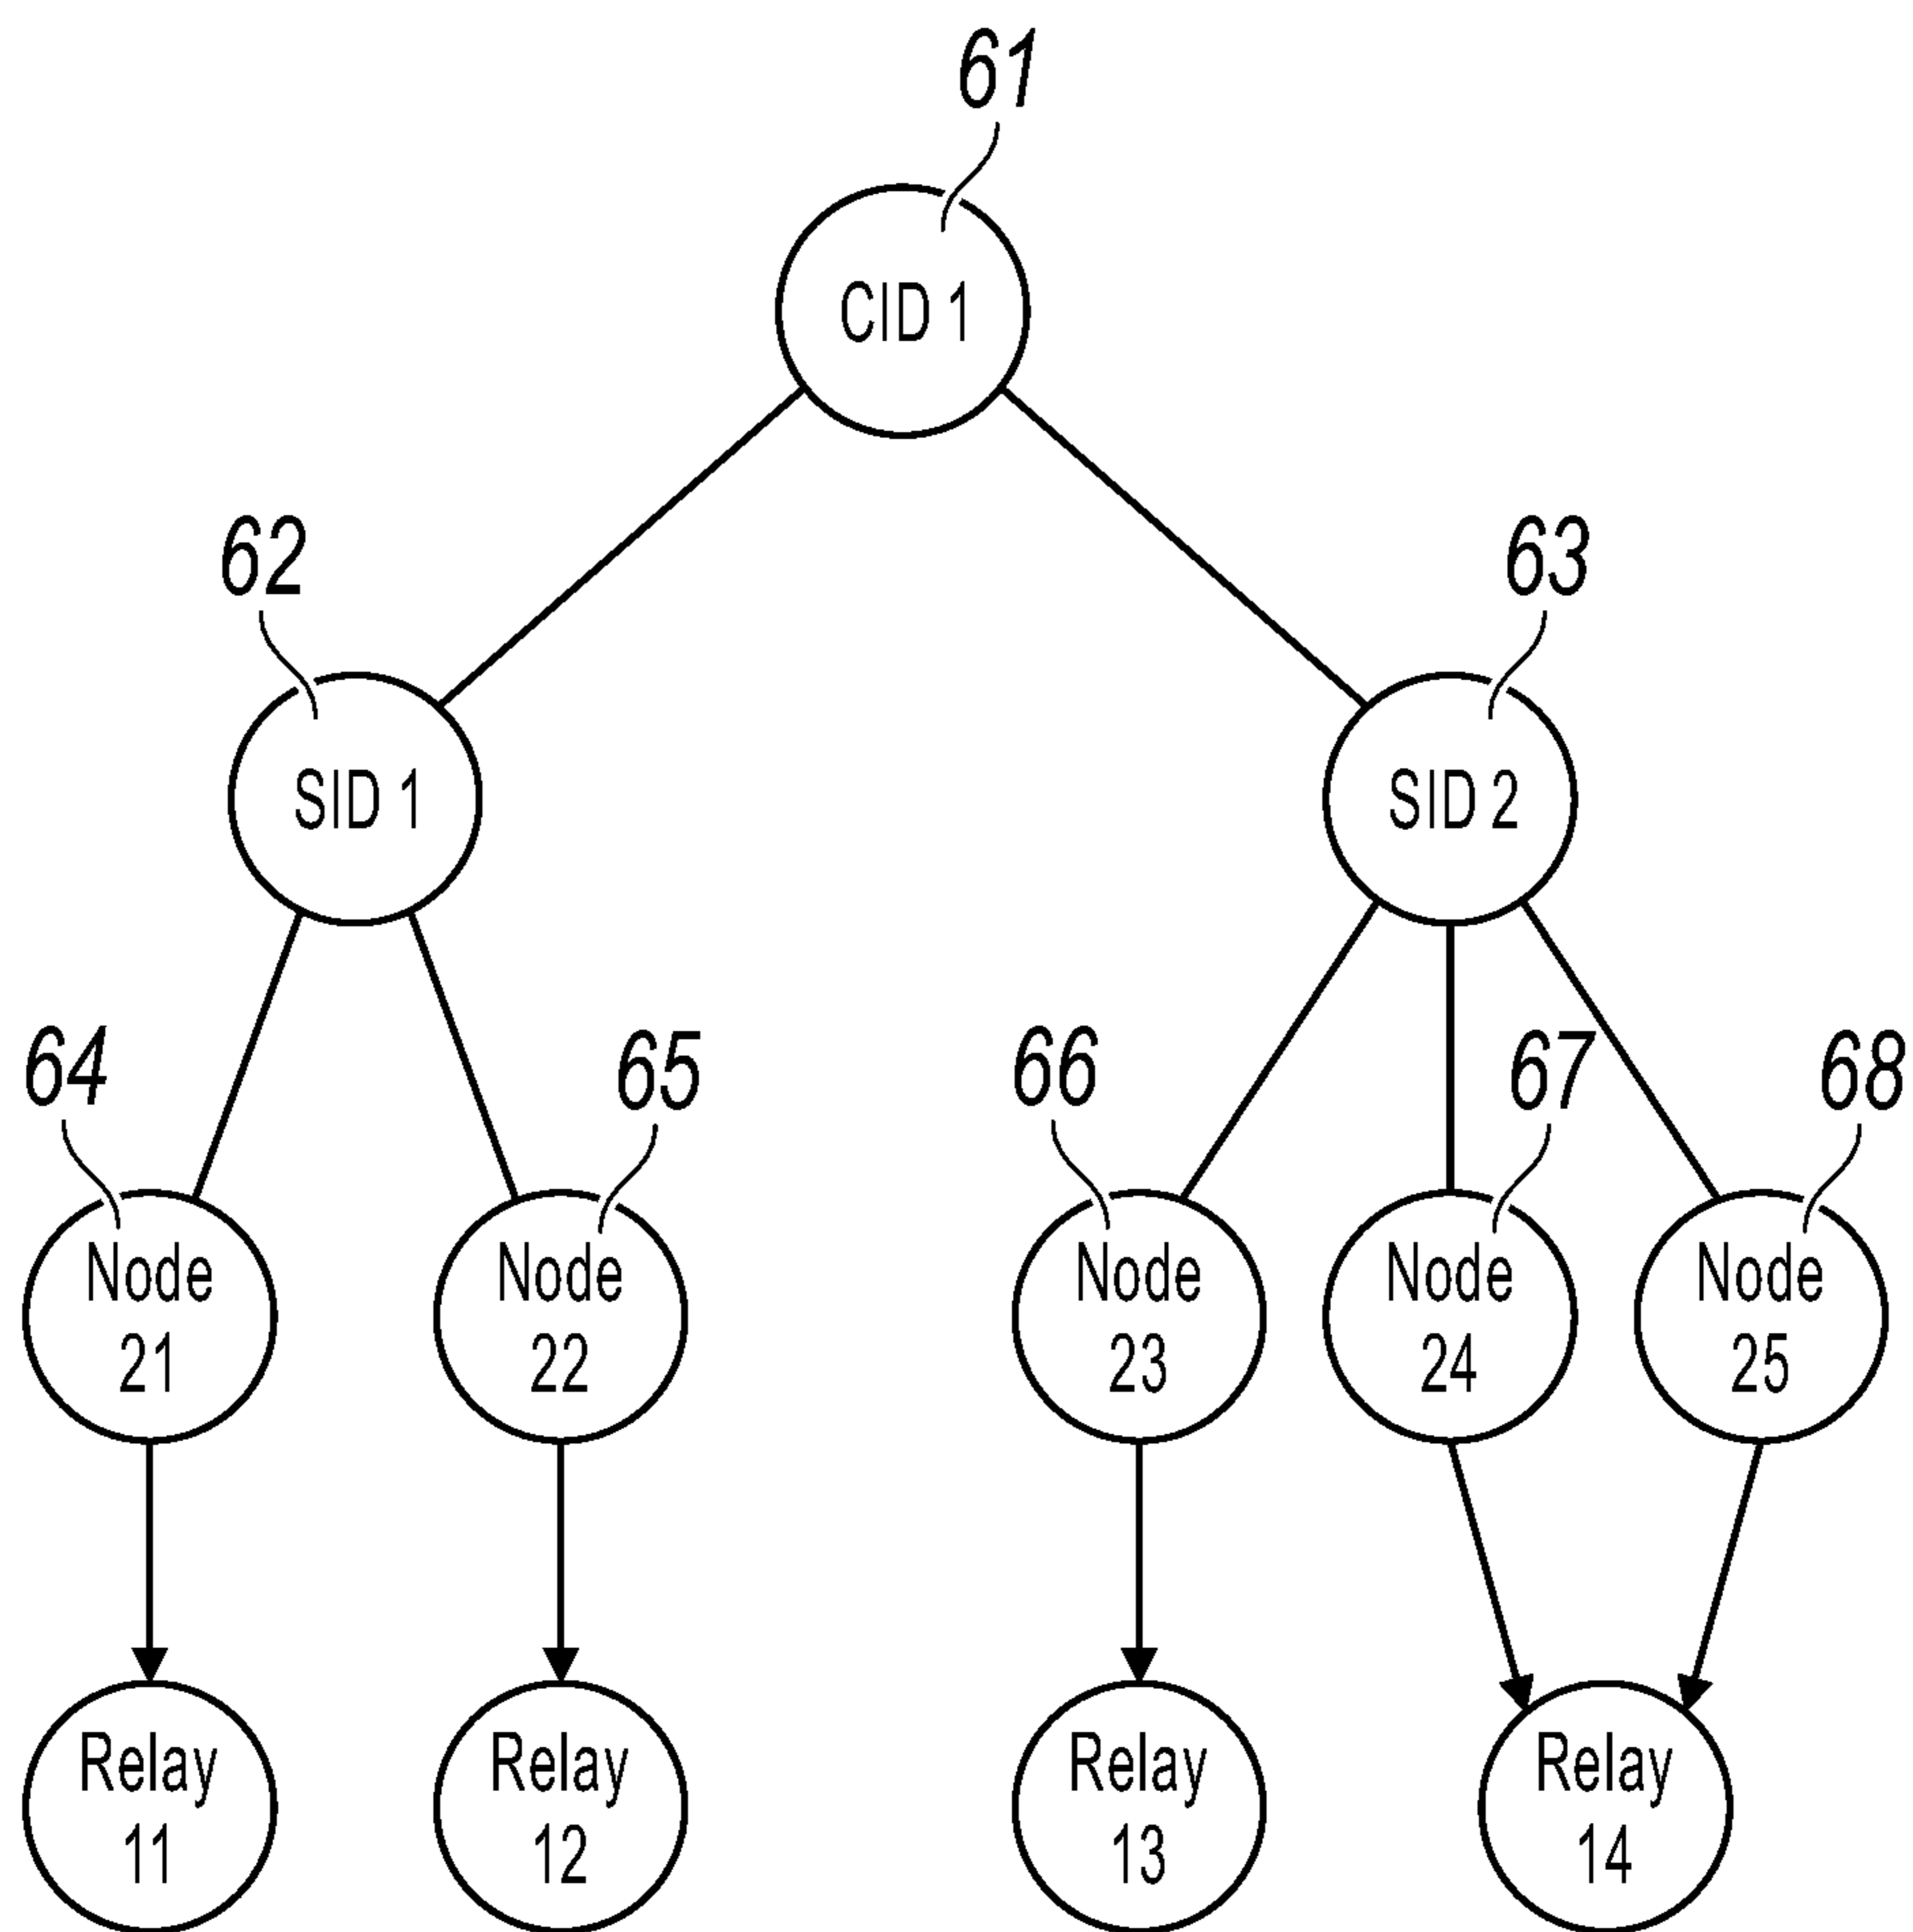 61
CID 1
62
63
SID 1
SID 2
64
65
66
67
68
Node
21
Node
22
Node
23
Node
24
Node
25
Relay
11
Relay
12
Relay
13
Relay
14